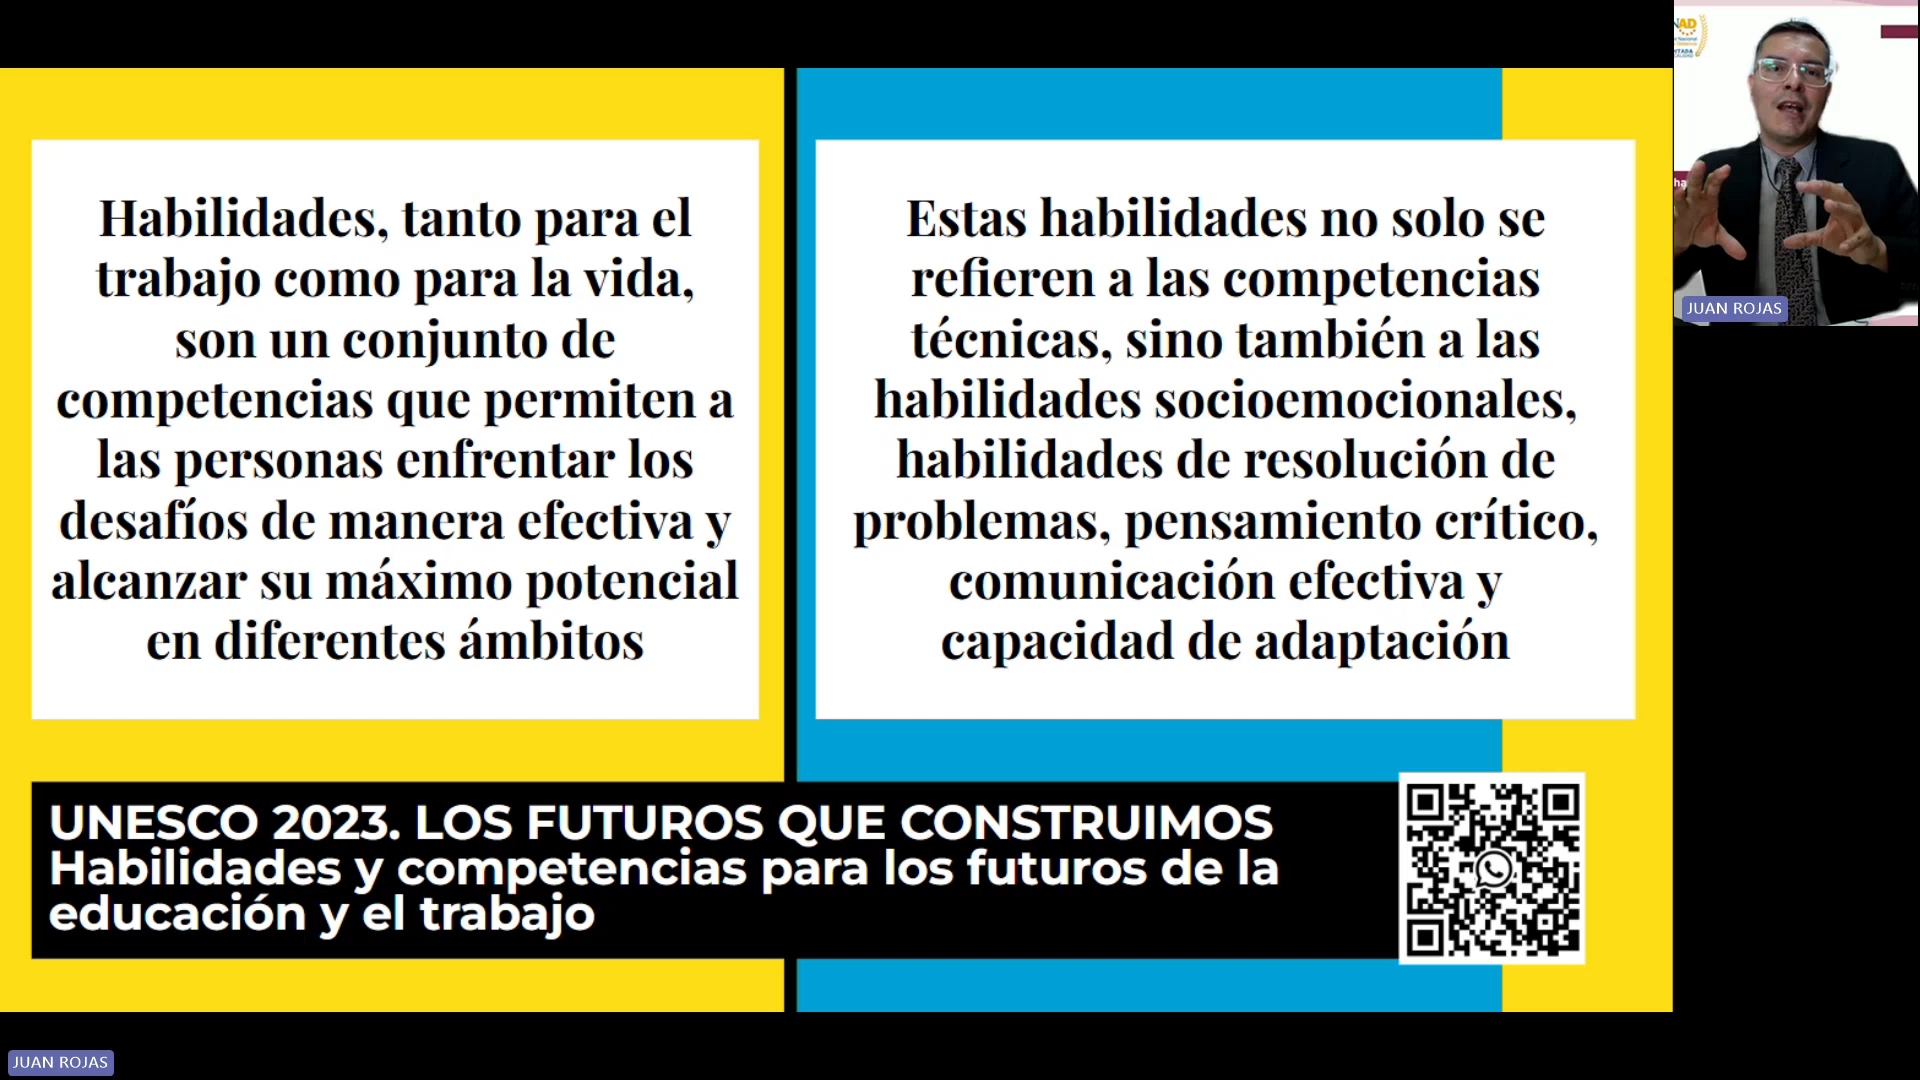 Habilidades, tanto para el
trabajo como para la vida,
son un conjunto de
competencias que permiten a
las personas enfrentar los
desafíos de manera efectiva y
alcanzar su máximo potencial
en diferentes ámbitos
Estas habilidades no solo se
refieren a las competencias
técnicas, sino también a las
habilidades socioemocionales,
habilidades de resolución de
problemas, pensamiento crítico,
comunicación efectiva y
capacidad de adaptación
UNESCO 2023. LOS FUTUROS QUE CONSTRUIMOS
Habilidades y competencias para los futuros de la
educación y el trabajo
JUAN ROJAS
JUAN ROJAS